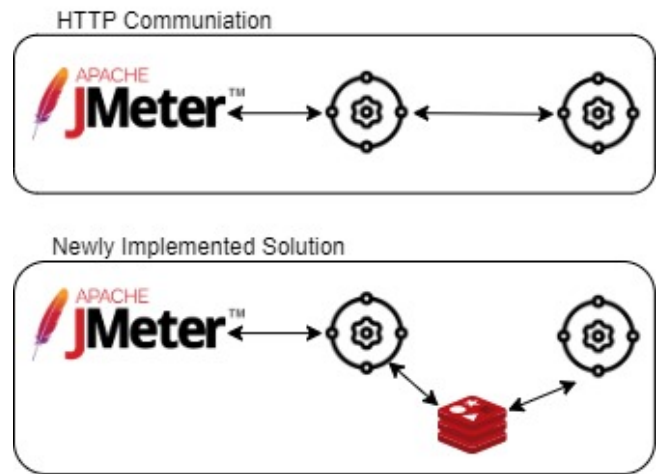 HTTP Communiation
APACHE
JMeter™
Newly Implemented Solution
APACHE
JMeter™